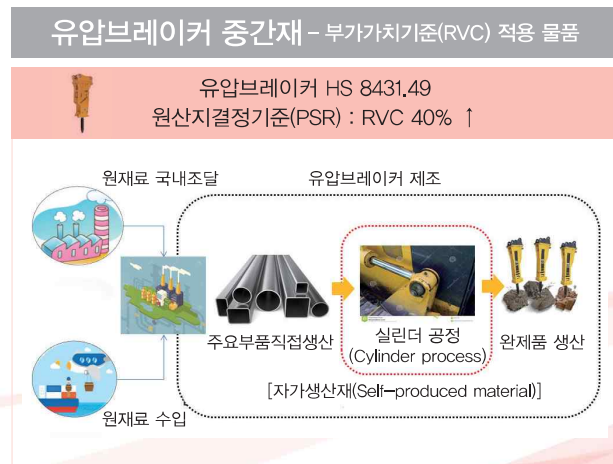 유압브레이커 중간재 – 부가가치기준(RVC) 적용 물품
유압브레이커 HS 8431.49
원산지결정기준(PSR) : RVC 40% ↑
원재료 국내조달
유압브레이커 제조
주요부품직접생산
실린더 공정
(Cylinder process)
완제품 생산
[자가생산재(Self-produced material)]
원재료 수입